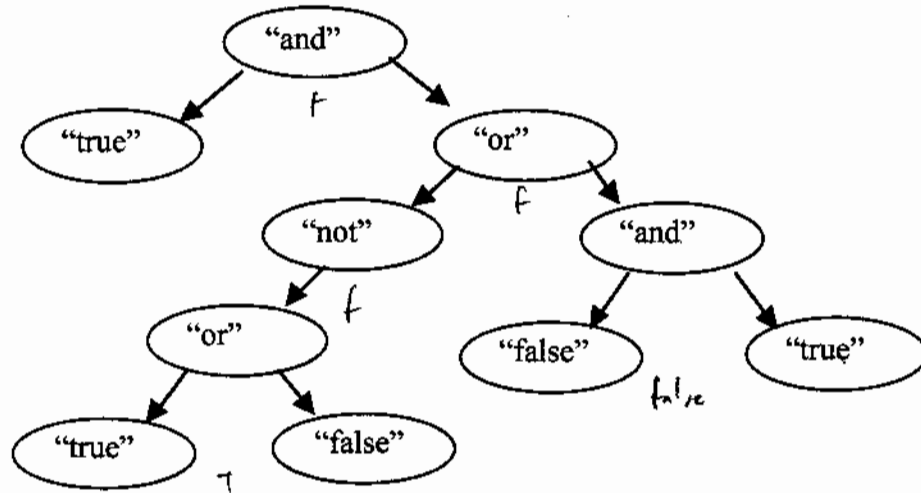 “and”
f
“true” “or”
f
“not” “and”
f
“or” “false” “true”
false
“true” “false”
T